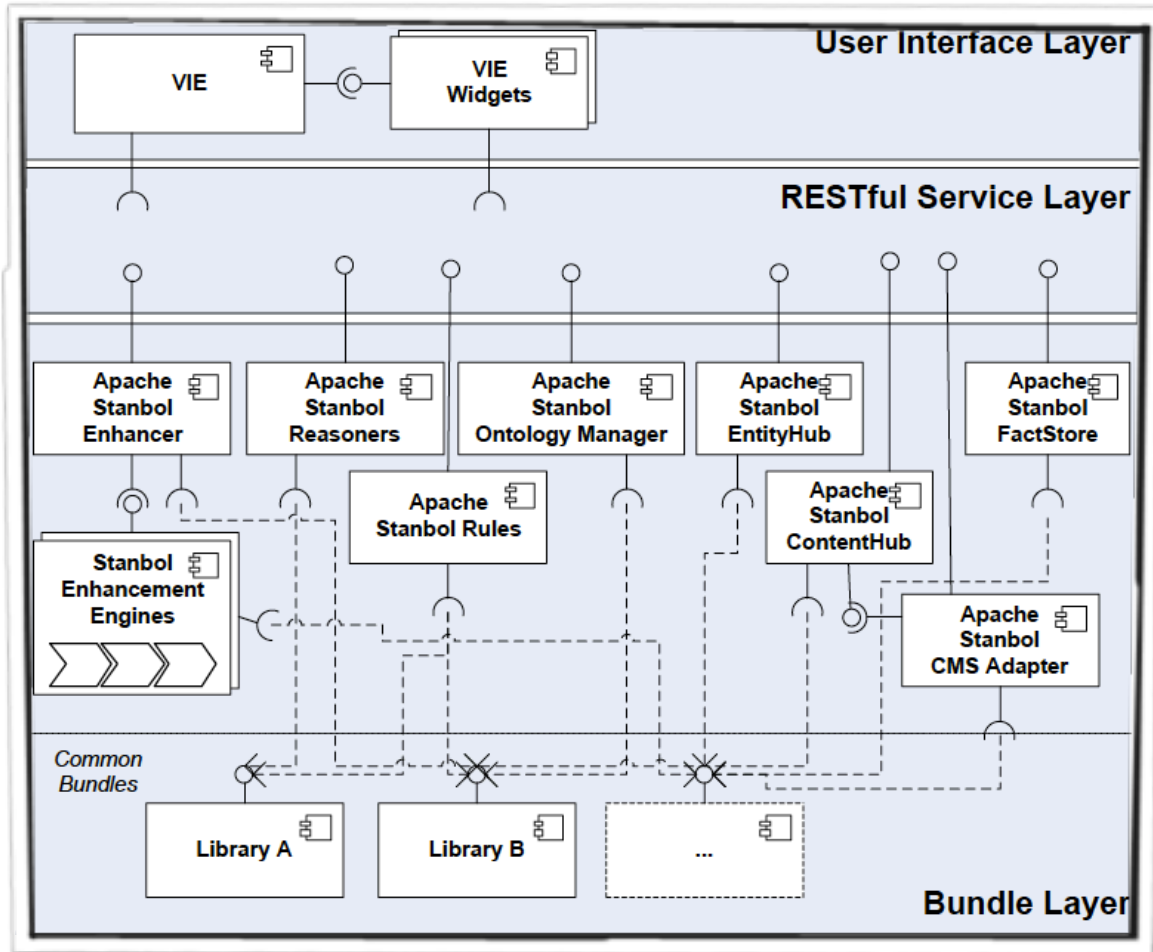 User Interface Layer
VIE
VIE
Widgets
RESTful Service Layer
Apache
Stanbol
Enhancer
Apache
Stanbol
Reasoners
Apache
Stanbol
Ontology Manager
Apache
Stanbol
EntityHub
Apache
Stanbol
FactStore
Apache
Stanbol Rules
Apache
Stanbol
ContentHub
Stanbol
Enhancement
Engines
Apache
Stanbol
CMS Adapter
Common
Bundles
Library A
Library B
...
Bundle Layer